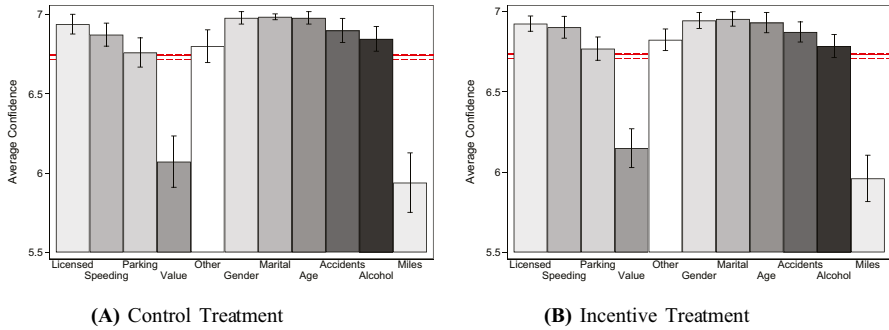 7
6.5
6
5.5
Average Confidence
Licensed Parking Other Marital Accidents Miles
Speeding Value Gender Age Alcohol
(A) Control Treatment
7
6.5
6
5.5
Average Confidence
Licensed Parking Other Marital Accidents Miles
Speeding Value Gender Age Alcohol
(B) Incentive Treatment